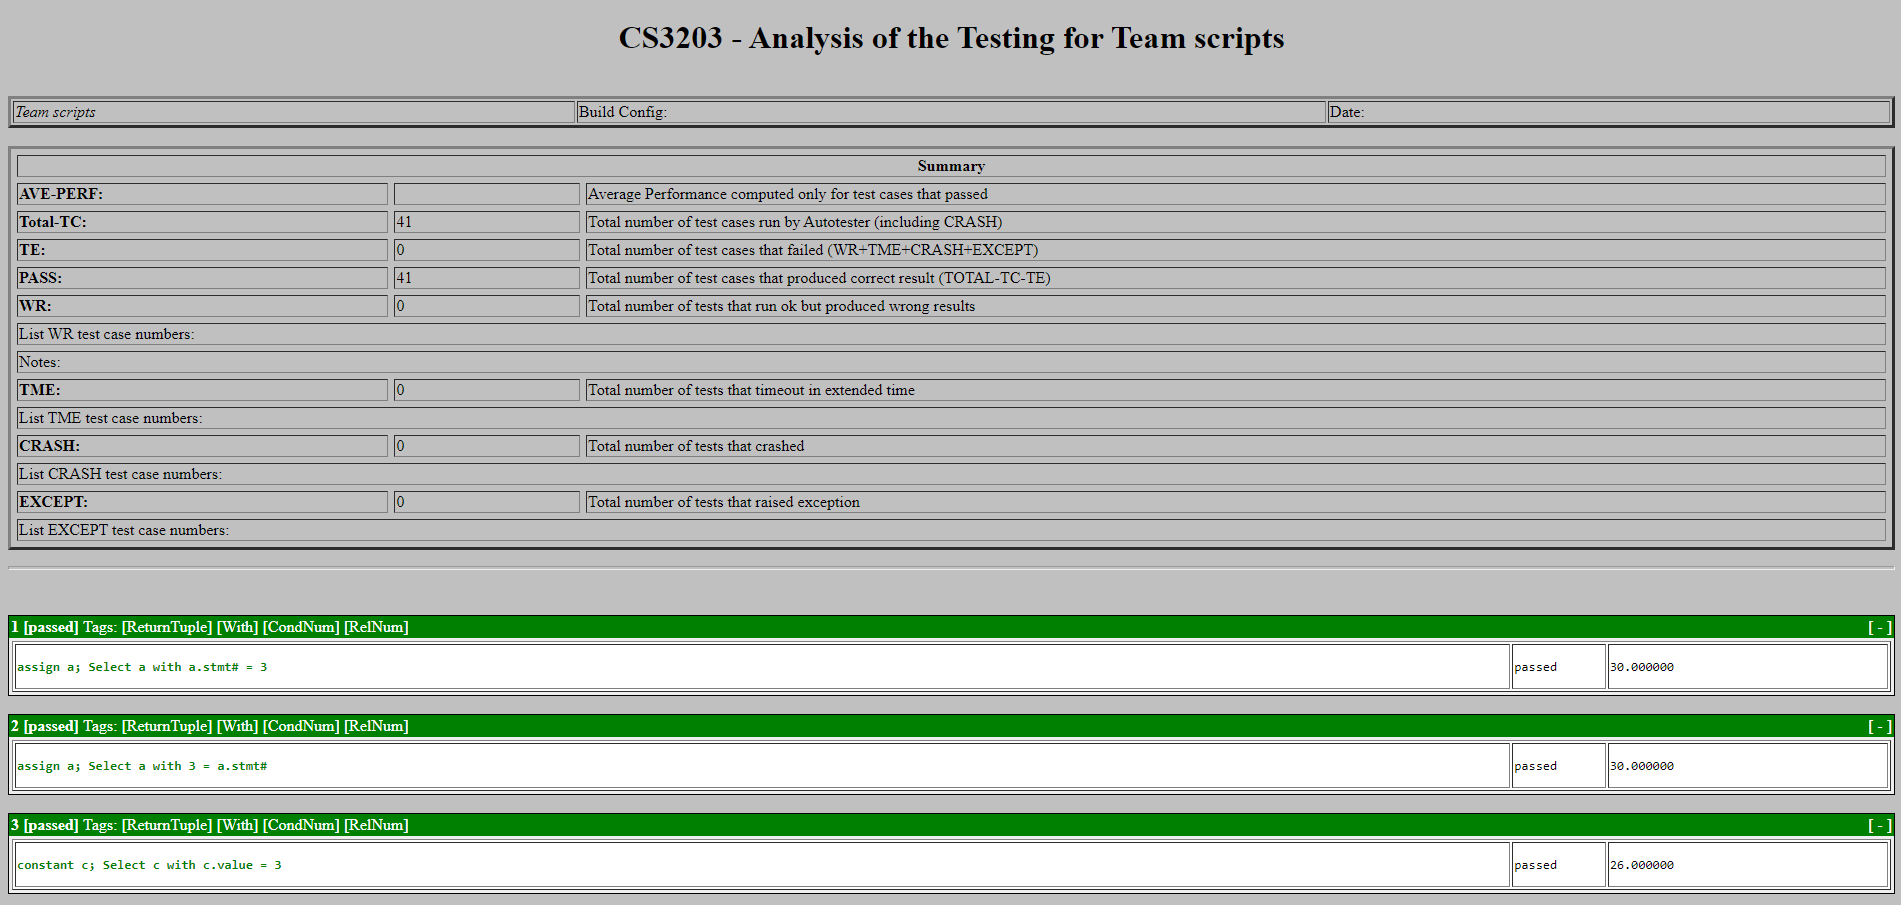 CS3203 - Analysis of the Testing for Team scripts
Team scripts Build Config: Date:
Summary
AVE-PERF: Average Performance computed only for test cases that passed
Total-TC: 41 Total number of test cases run by Autotester (including CRASH)
TE: 0 Total number of test cases that failed (WR+TME+CRASH+EXCEPT)
PASS: 41 Total number of test cases that produced correct result (TOTAL-TC-TE)
WR: 0 Total number of tests that run ok but produced wrong results
List WR test case numbers:
Notes:
TME: 0 Total number of tests that timeout in extended time
List TME test case numbers:
CRASH: 0 Total number of tests that crashed
List CRASH test case numbers:
EXCEPT: 0 Total number of tests that raised exception
List EXCEPT test case numbers:
1 [passed] Tags: [ReturnTuple] [With] [CondNum] [RelNum] [ - ]
assign a; Select a with a.stmt# = 3 passed 30.000000
2 [passed] Tags: [ReturnTuple] [With] [CondNum] [RelNum] [ - ]
assign a; Select a with 3 = a.stmt# passed 30.000000
3 [passed] Tags: [ReturnTuple] [With] [CondNum] [RelNum] [ - ]
constant c; Select c with c.value = 3 passed 26.000000